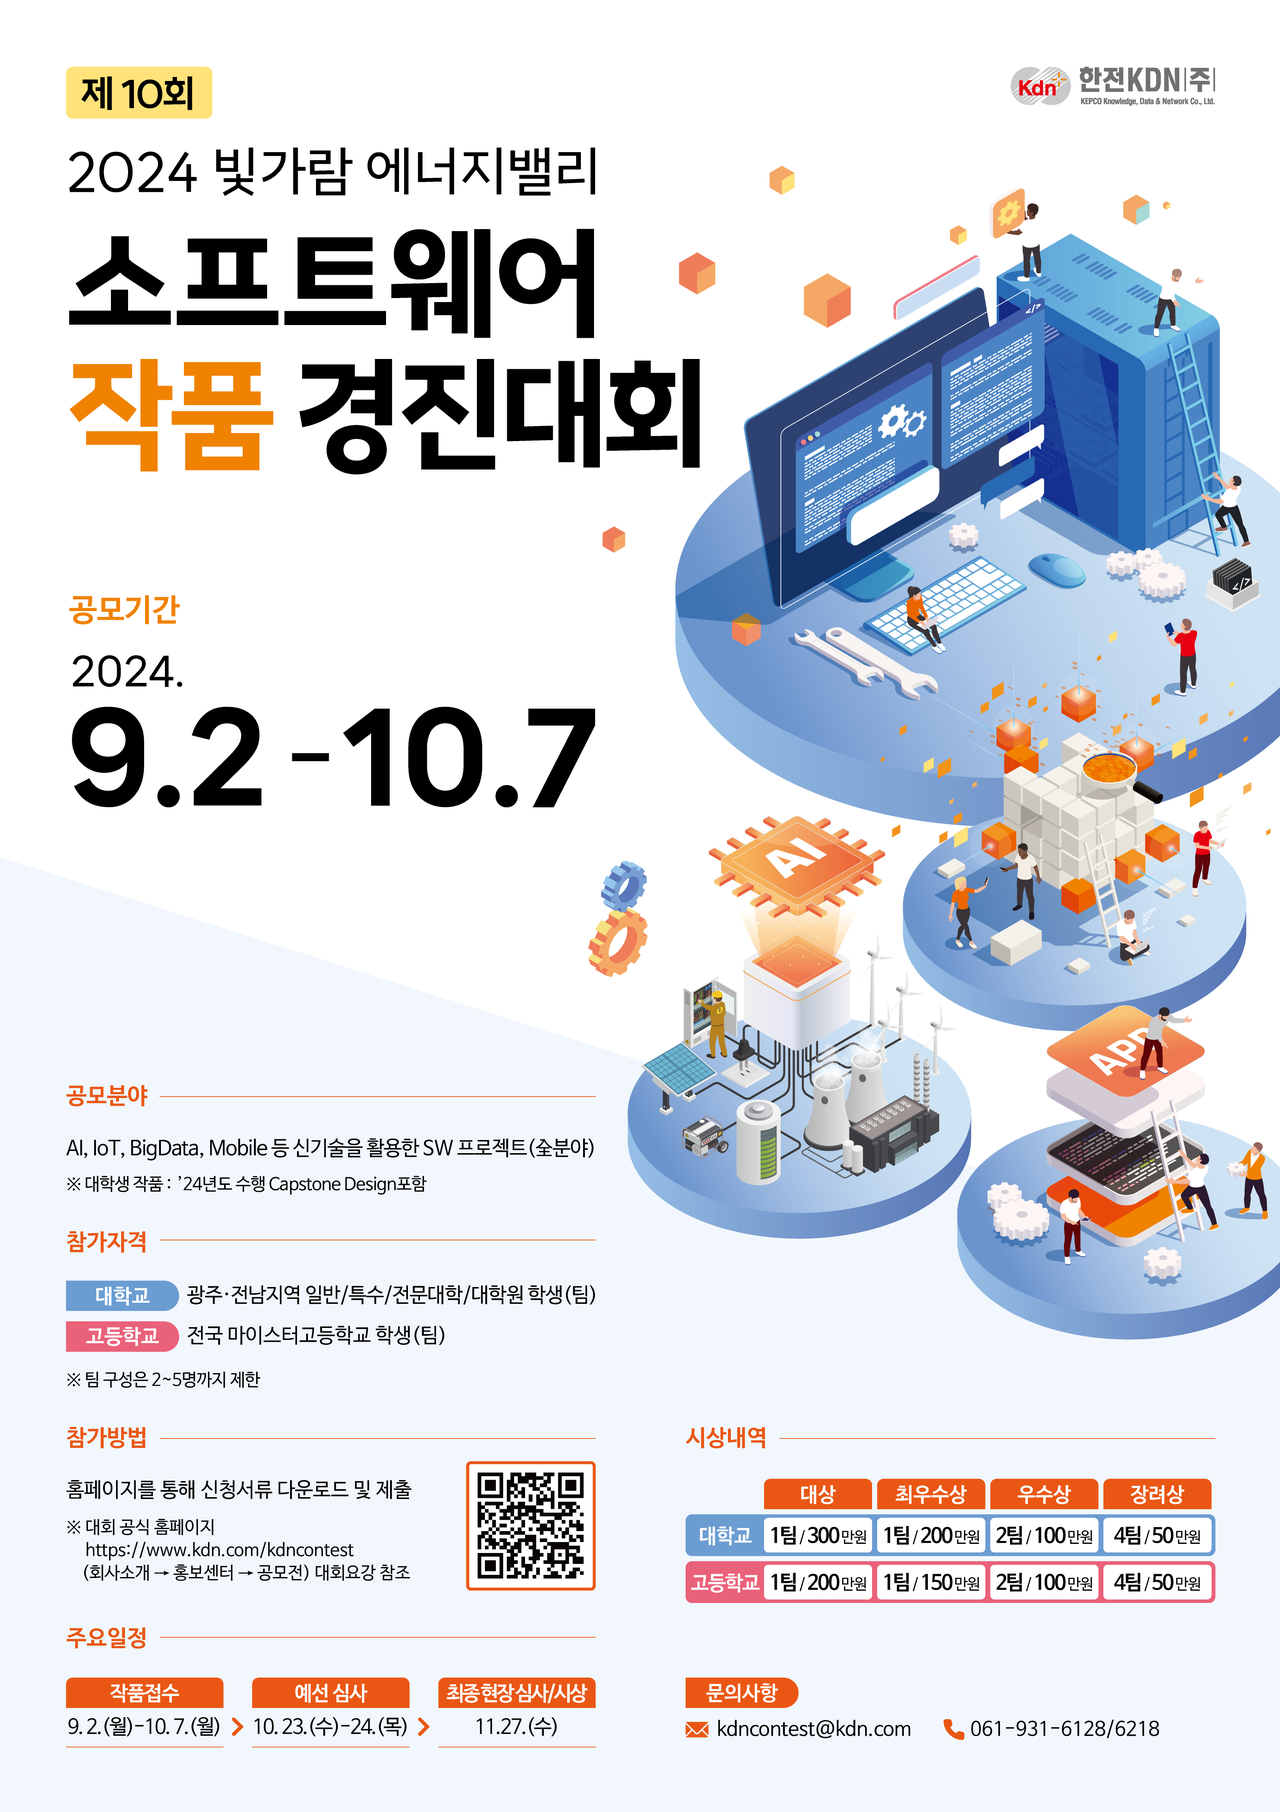 제 10회
Kdn 한전KDN|주|
KEPCO Knowledge, Data & Network Co., Ltd.
2024 빛가람 에너지밸리
소프트웨어
작품 경진대회
</>
</>
공모기간
2024.
9.2 - 10.7
AI
APP
공모분야
AI, IoT, BigData, Mobile 등 신기술을 활용한 SW 프로젝트(全분야)
※ 대학생 작품 : ’24년도 수행 Capstone Design포함
참가자격
대학교 광주·전남지역 일반/특수/전문대학/대학원 학생(팀)
고등학교 전국 마이스터고등학교 학생(팀)
※ 팀 구성은 2~5명까지 제한
참가방법
홈페이지를 통해 신청서류 다운로드 및 제출
※ 대회 공식 홈페이지
https://www.kdn.com/kdncontest
(회사소개 → 홍보센터 → 공모전) 대회요강 참조
시상내역
대상 최우수상 우수상 장려상
대학교 1팀/300만원 1팀/200만원 2팀/100만원 4팀/50만원
고등학교 1팀/200만원 1팀/150만원 2팀/100만원 4팀/50만원
주요일정
작품접수 예선 심사 최종현장심사/시상
9. 2.(월)-10. 7.(월) 10. 23.(수)-24.(목) 11.27.(수)
문의사항
kdncontest@kdn.com 061-931-6128/6218